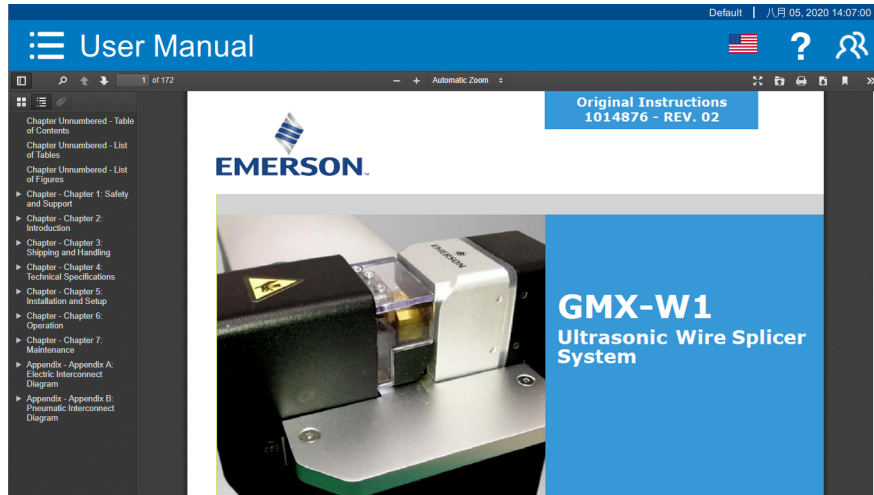 Default | 八月 05, 2020 14:07:00
User Manual
?
1 of 172
− + Automatic Zoom
Chapter Unnumbered - Table
of Contents
Chapter Unnumbered - List
of Tables
Chapter Unnumbered - List
of Figures
Chapter - Chapter 1: Safety
and Support
Chapter - Chapter 2:
Introduction
Chapter - Chapter 3:
Shipping and Handling
Chapter - Chapter 4:
Technical Specifications
Chapter - Chapter 5:
Installation and Setup
Chapter - Chapter 6:
Operation
Chapter - Chapter 7:
Maintenance
Appendix - Appendix A:
Electric Interconnect
Diagram
Appendix - Appendix B:
Pneumatic Interconnect
Diagram
Original Instructions
1014876 - REV. 02
EMERSON™
EMERSON
GMX-W1
Ultrasonic Wire Splicer
System